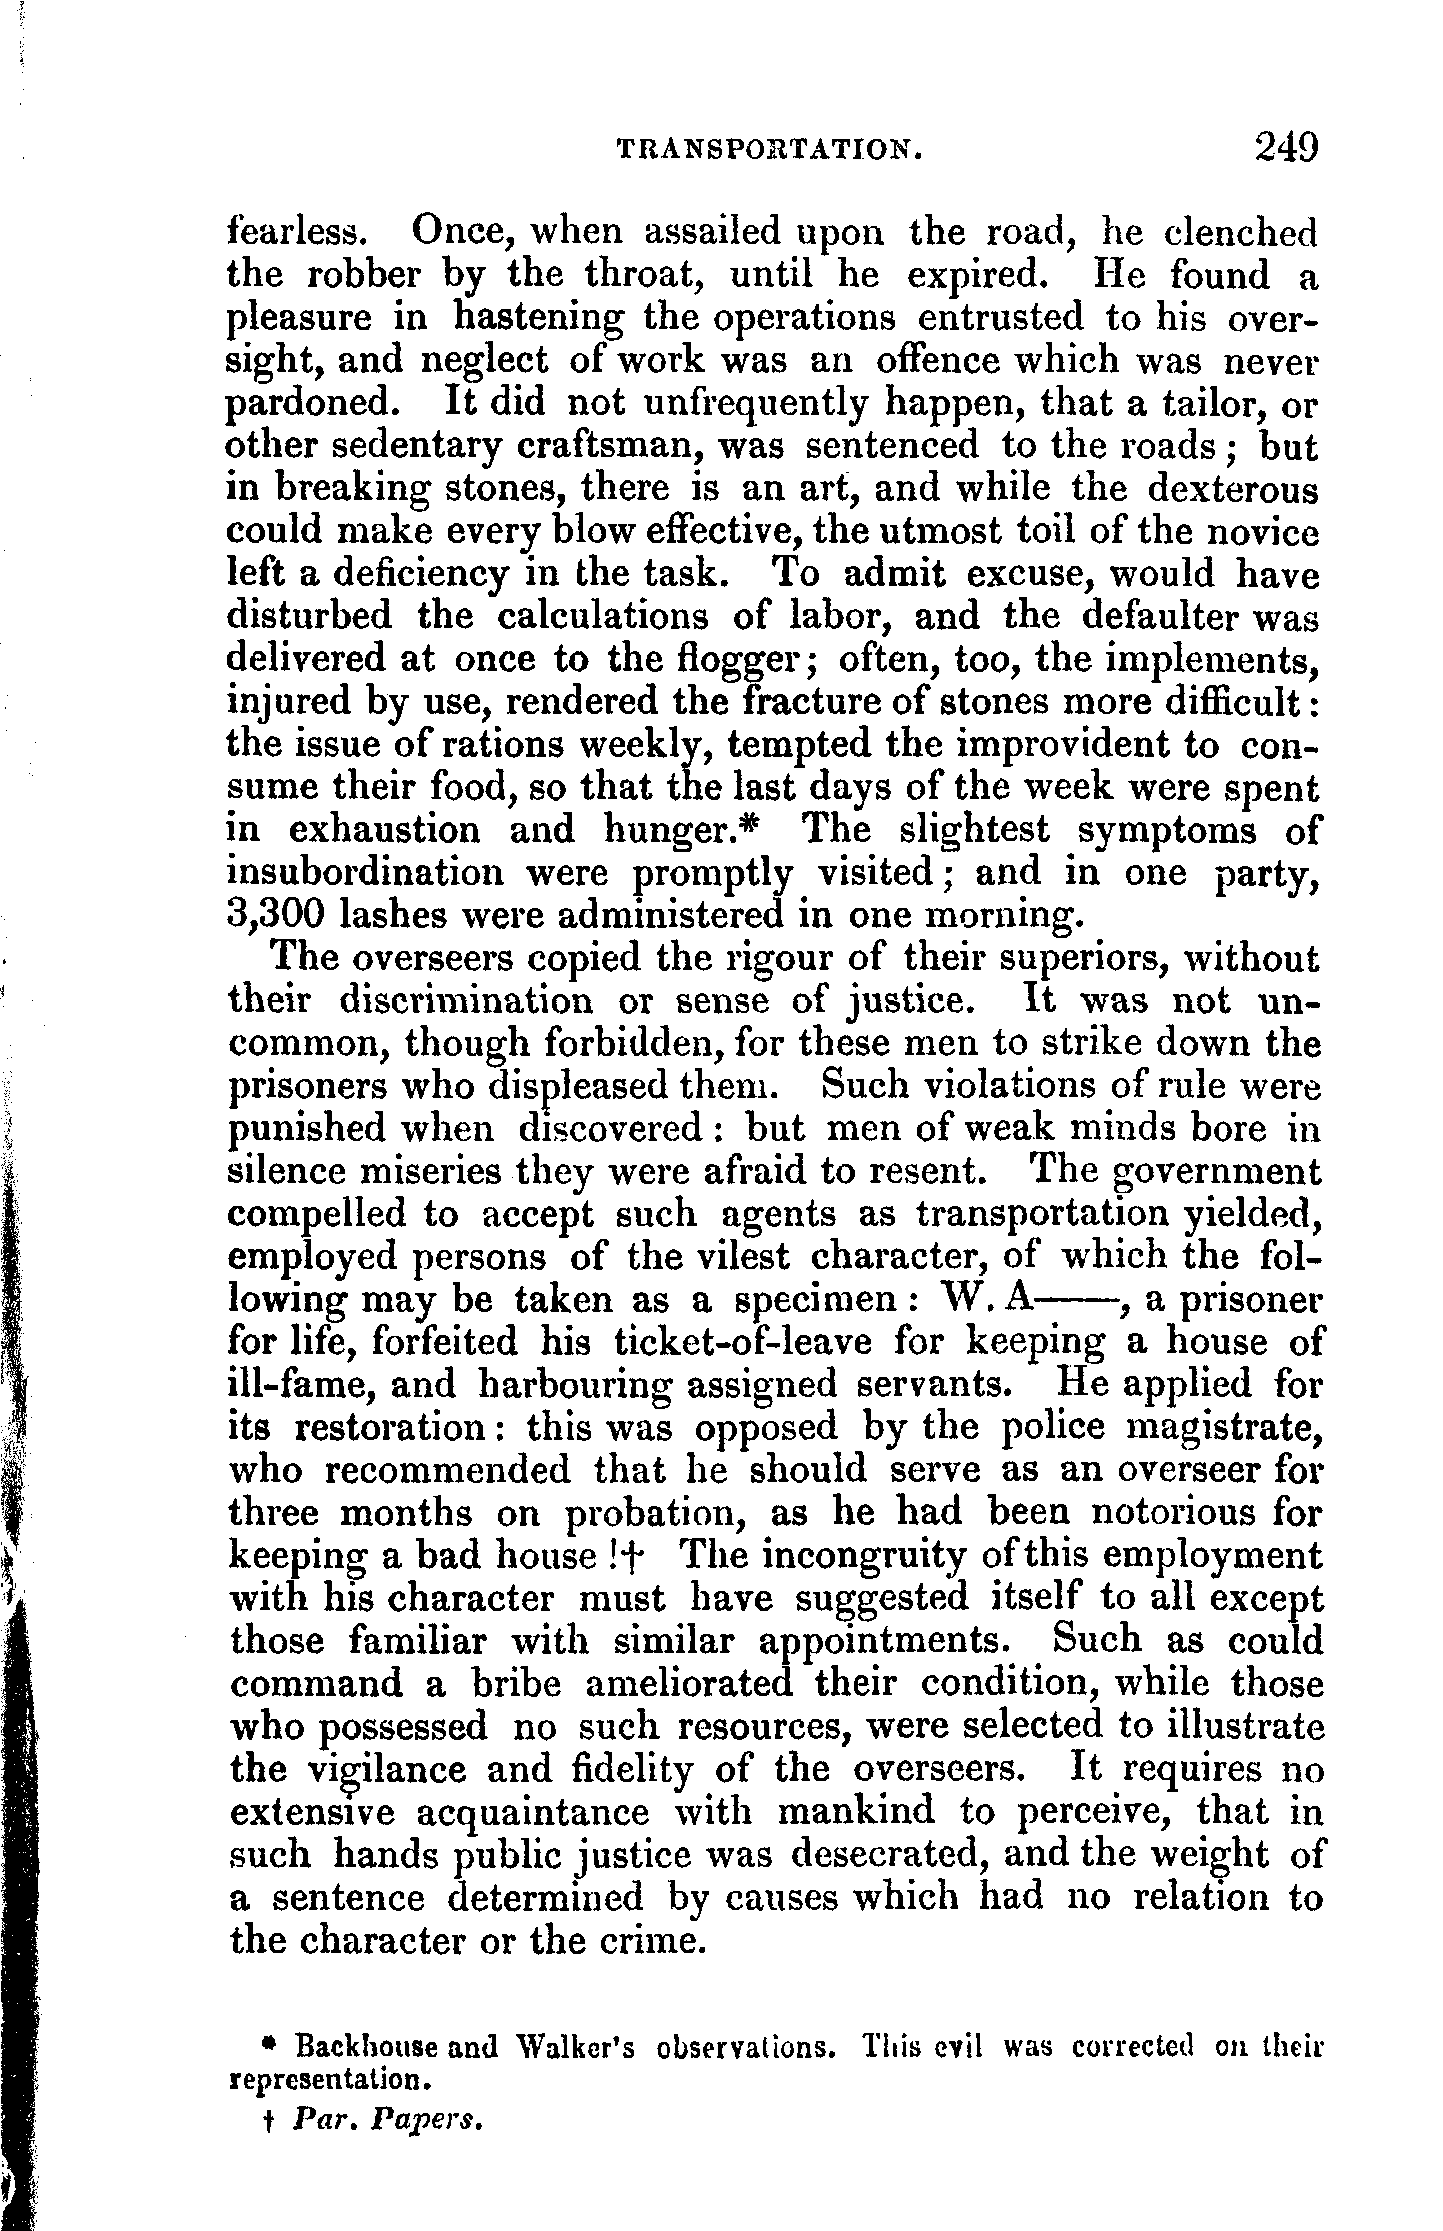 TRANSPORTATION. 249
fearless. Once, when assailed upon the road, he clenched
the robber by the throat, until he expired. He found a
pleasure in hastening the operations entrusted to his over-
sight, and neglect of work was an offence which was never
pardoned. It did not unfrequently happen, that a tailor, or
other sedentary craftsman, was sentenced to the roads; but
in breaking stones, there is an art, and while the dexterous
could make every blow effective, the utmost toil of the novice
left a deficiency in the task. To admit excuse, would have
disturbed the calculations of labor, and the defaulter was
delivered at once to the flogger; often, too, the implements,
injured by use, rendered the fracture of stones more difficult:
the issue of rations weekly, tempted the improvident to con-
sume their food, so that the last days of the week were spent
in exhaustion and hunger.* The slightest symptoms of
insubordination were promptly visited; and in one party,
3,300 lashes were administered in one morning.
The overseers copied the rigour of their superiors, without
their discrimination or sense of justice. It was not un-
common, though forbidden, for these men to strike down the
prisoners who displeased them. Such violations of rule were
punished when discovered: but men of weak minds bore in
silence miseries they were afraid to resent. The government
compelled to accept such agents as transportation yielded,
employed persons of the vilest character, of which the fol-
lowing may be taken as a specimen: W. A——, a prisoner
for life, forfeited his ticket-of-leave for keeping a house of
ill-fame, and harbouring assigned servants. He applied for
its restoration: this was opposed by the police magistrate,
who recommended that he should serve as an overseer for
three months on probation, as he had been notorious for
keeping a bad house!† The incongruity of this employment
with his character must have suggested itself to all except
those familiar with similar appointments. Such as could
command a bribe ameliorated their condition, while those
who possessed no such resources, were selected to illustrate
the vigilance and fidelity of the overseers. It requires no
extensive acquaintance with mankind to perceive, that in
such hands public justice was desecrated, and the weight of
a sentence determined by causes which had no relation to
the character or the crime.
* Backhouse and Walker's observations. This evil was corrected on their
representation.
† Par. Papers.